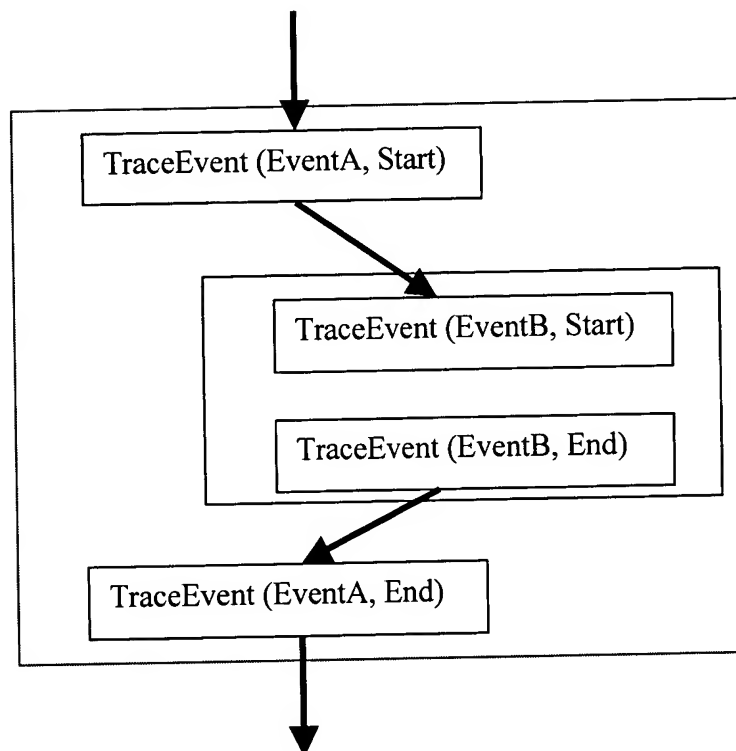 TraceEvent (EventA, Start)
TraceEvent (EventB, Start)
TraceEvent (EventB, End)
TraceEvent (EventA, End)